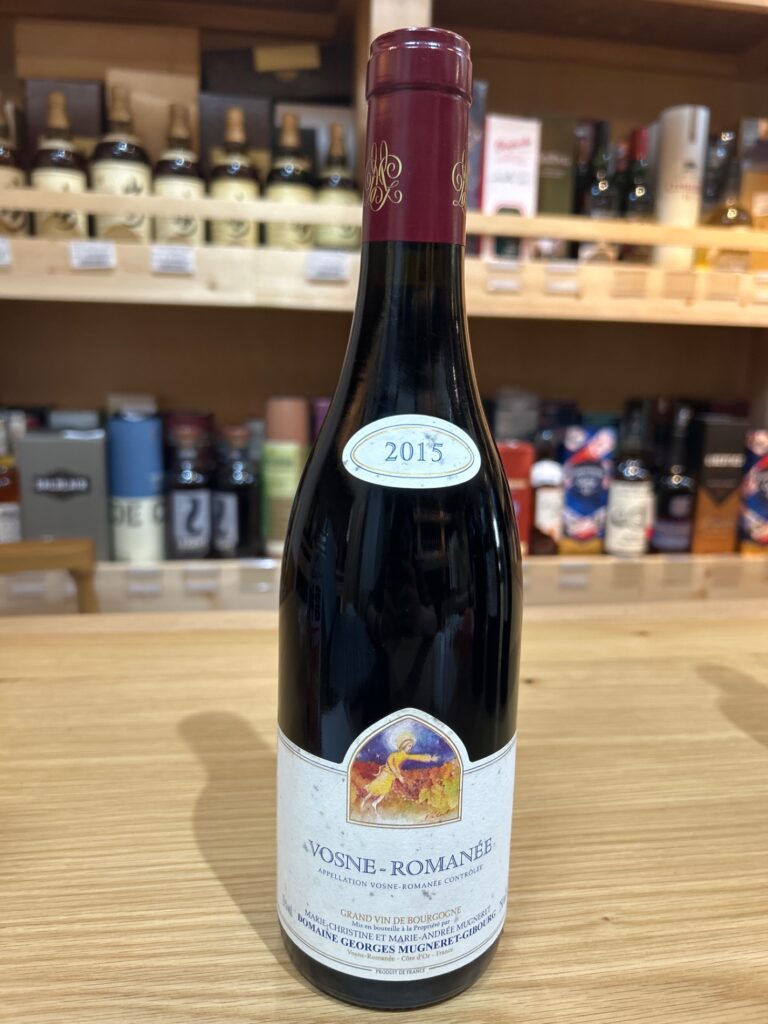 2015
VOSNE-ROMANÉE
APPELLATION VOSNE-ROMANÉE CONTRÔLÉE
GRAND VIN DE BOURGOGNE
Mis en bouteille à la Propriété par
MARIE-CHRISTINE ET MARIE-ANDRÉE MUGNERET
DOMAINE GEORGES MUGNERET-GIBOURG
Vosne-Romanée - Côte d'Or - France
PRODUIT DE FRANCE